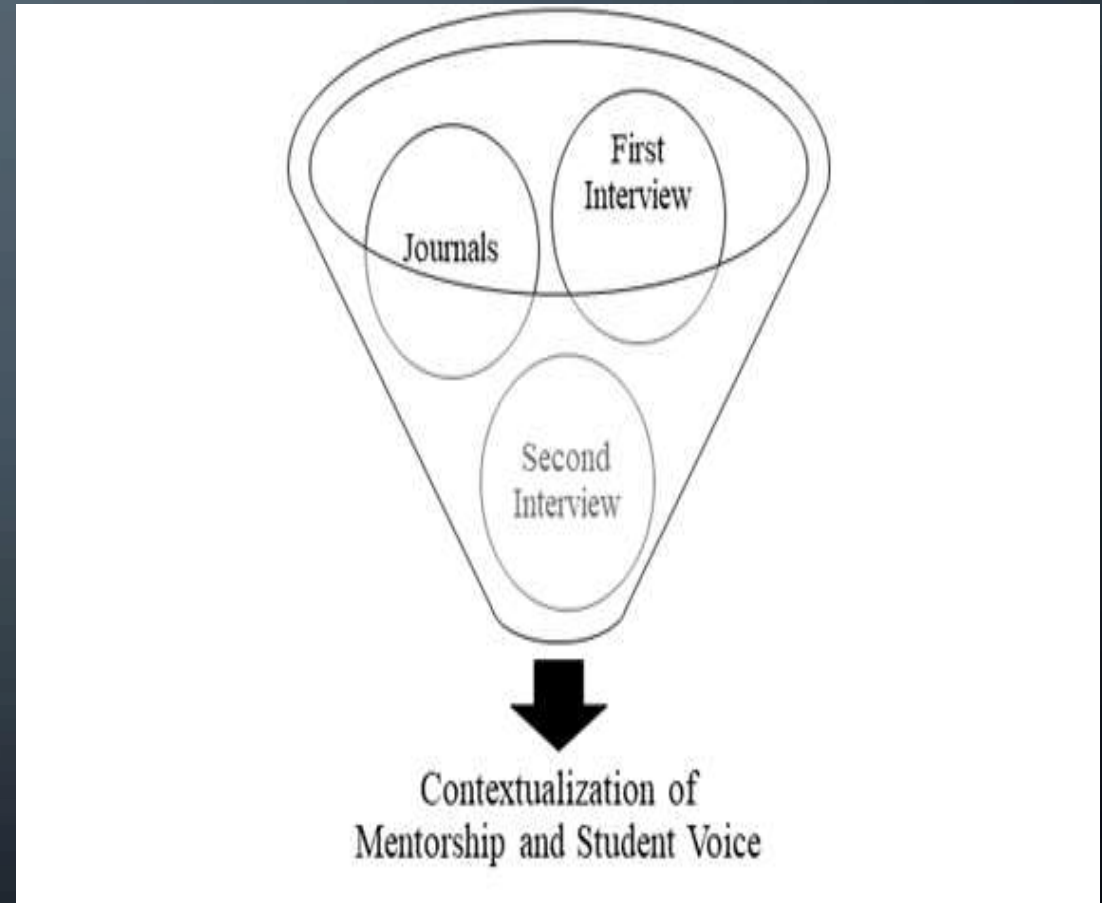 First
Interview
Journals
Second
Interview
Contextualization of
Mentorship and Student Voice